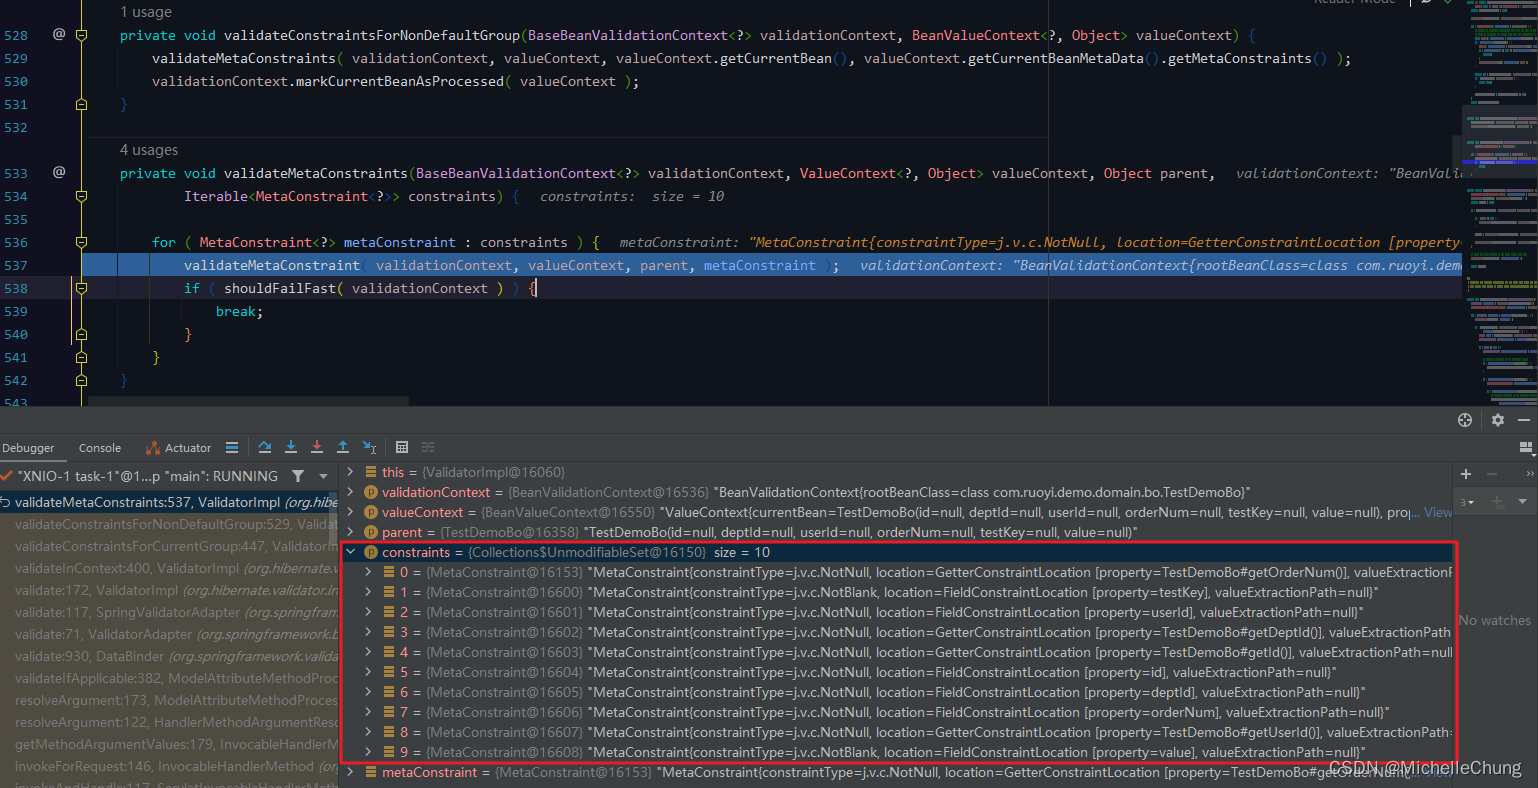 Reader Mode
1 usage
528 @ private void validateConstraintsForNonDefaultGroup(BaseBeanValidationContext<?> validationContext, BeanValueContext<?, Object> valueContext) {
529 validateMetaConstraints( validationContext, valueContext, valueContext.getCurrentBean(), valueContext.getCurrentBeanMetaData().getMetaConstraints() );
530 validationContext.markCurrentBeanAsProcessed( valueContext );
531 }
532
4 usages
533 @ private void validateMetaConstraints(BaseBeanValidationContext<?> validationContext, ValueContext<?, Object> valueContext, Object parent, validationContext: "BeanVali
534 Iterable<MetaConstraint<?>> constraints) { constraints: size = 10
535
536 for ( MetaConstraint<?> metaConstraint : constraints ) { metaConstraint: "MetaConstraint{constraintType=j.v.c.NotNull, location=GetterConstraintLocation [property=
537 validateMetaConstraint( validationContext, valueContext, parent, metaConstraint ); validationContext: "BeanValidationContext{rootBeanClass=class com.ruoyi.dem
538 if ( shouldFailFast( validationContext ) ) {
539 break;
540 }
541 }
542 }
543
Debugger Console Actuator
"XNIO-1 task-1"@1...p "main": RUNNING
validateMetaConstraints:537, ValidatorImpl (org.hibe
validateConstraintsForNonDefaultGroup:529, Validat
validateConstraintsForCurrentGroup:447, ValidatorIn
validateInContext:400, ValidatorImpl (org.hibernate.v
validate:172, ValidatorImpl (org.hibernate.validator.in
validate:117, SpringValidatorAdapter (org.springfram
validate:71, ValidatorAdapter (org.springframework.b
validate:930, DataBinder (org.springframework.valida
validateIfApplicable:382, ModelAttributeMethodProc
resolveArgument:173, ModelAttributeMethodProces
resolveArgument:122, HandlerMethodArgumentReso
getMethodArgumentValues:179, InvocableHandlerM
invokeForRequest:146, InvocableHandlerMethod (org
invokeAndHandle:117, ServletInvocableHandlerMeth
this = {ValidatorImpl@16060}
validationContext = {BeanValidationContext@16536} "BeanValidationContext{rootBeanClass=class com.ruoyi.demo.domain.bo.TestDemoBo}"
valueContext = {BeanValueContext@16550} "ValueContext{currentBean=TestDemoBo(id=null, deptId=null, userId=null, orderNum=null, testKey=null, value=null), prop... View
parent = {TestDemoBo@16358} "TestDemoBo(id=null, deptId=null, userId=null, orderNum=null, testKey=null, value=null)"
constraints = {Collections$UnmodifiableSet@16150} size = 10
0 = {MetaConstraint@16153} "MetaConstraint{constraintType=j.v.c.NotNull, location=GetterConstraintLocation [property=TestDemoBo#getOrderNum()], valueExtractionP
1 = {MetaConstraint@16600} "MetaConstraint{constraintType=j.v.c.NotBlank, location=FieldConstraintLocation [property=testKey], valueExtractionPath=null}"
2 = {MetaConstraint@16601} "MetaConstraint{constraintType=j.v.c.NotNull, location=FieldConstraintLocation [property=userId], valueExtractionPath=null}"
3 = {MetaConstraint@16602} "MetaConstraint{constraintType=j.v.c.NotNull, location=GetterConstraintLocation [property=TestDemoBo#getDeptId()], valueExtractionPath
4 = {MetaConstraint@16603} "MetaConstraint{constraintType=j.v.c.NotNull, location=GetterConstraintLocation [property=TestDemoBo#getId()], valueExtractionPath=null
5 = {MetaConstraint@16604} "MetaConstraint{constraintType=j.v.c.NotNull, location=FieldConstraintLocation [property=id], valueExtractionPath=null}"
6 = {MetaConstraint@16605} "MetaConstraint{constraintType=j.v.c.NotNull, location=FieldConstraintLocation [property=deptId], valueExtractionPath=null}"
7 = {MetaConstraint@16606} "MetaConstraint{constraintType=j.v.c.NotNull, location=FieldConstraintLocation [property=orderNum], valueExtractionPath=null}"
8 = {MetaConstraint@16607} "MetaConstraint{constraintType=j.v.c.NotNull, location=GetterConstraintLocation [property=TestDemoBo#getUserId()], valueExtractionPath=
9 = {MetaConstraint@16608} "MetaConstraint{constraintType=j.v.c.NotBlank, location=FieldConstraintLocation [property=value], valueExtractionPath=null}"
metaConstraint = {MetaConstraint@16153} "MetaConstraint{constraintType=j.v.c.NotNull, location=GetterConstraintLocation [property=TestDemoBo#getOrderNum()... View
No watches
CSDN @MichelleChung